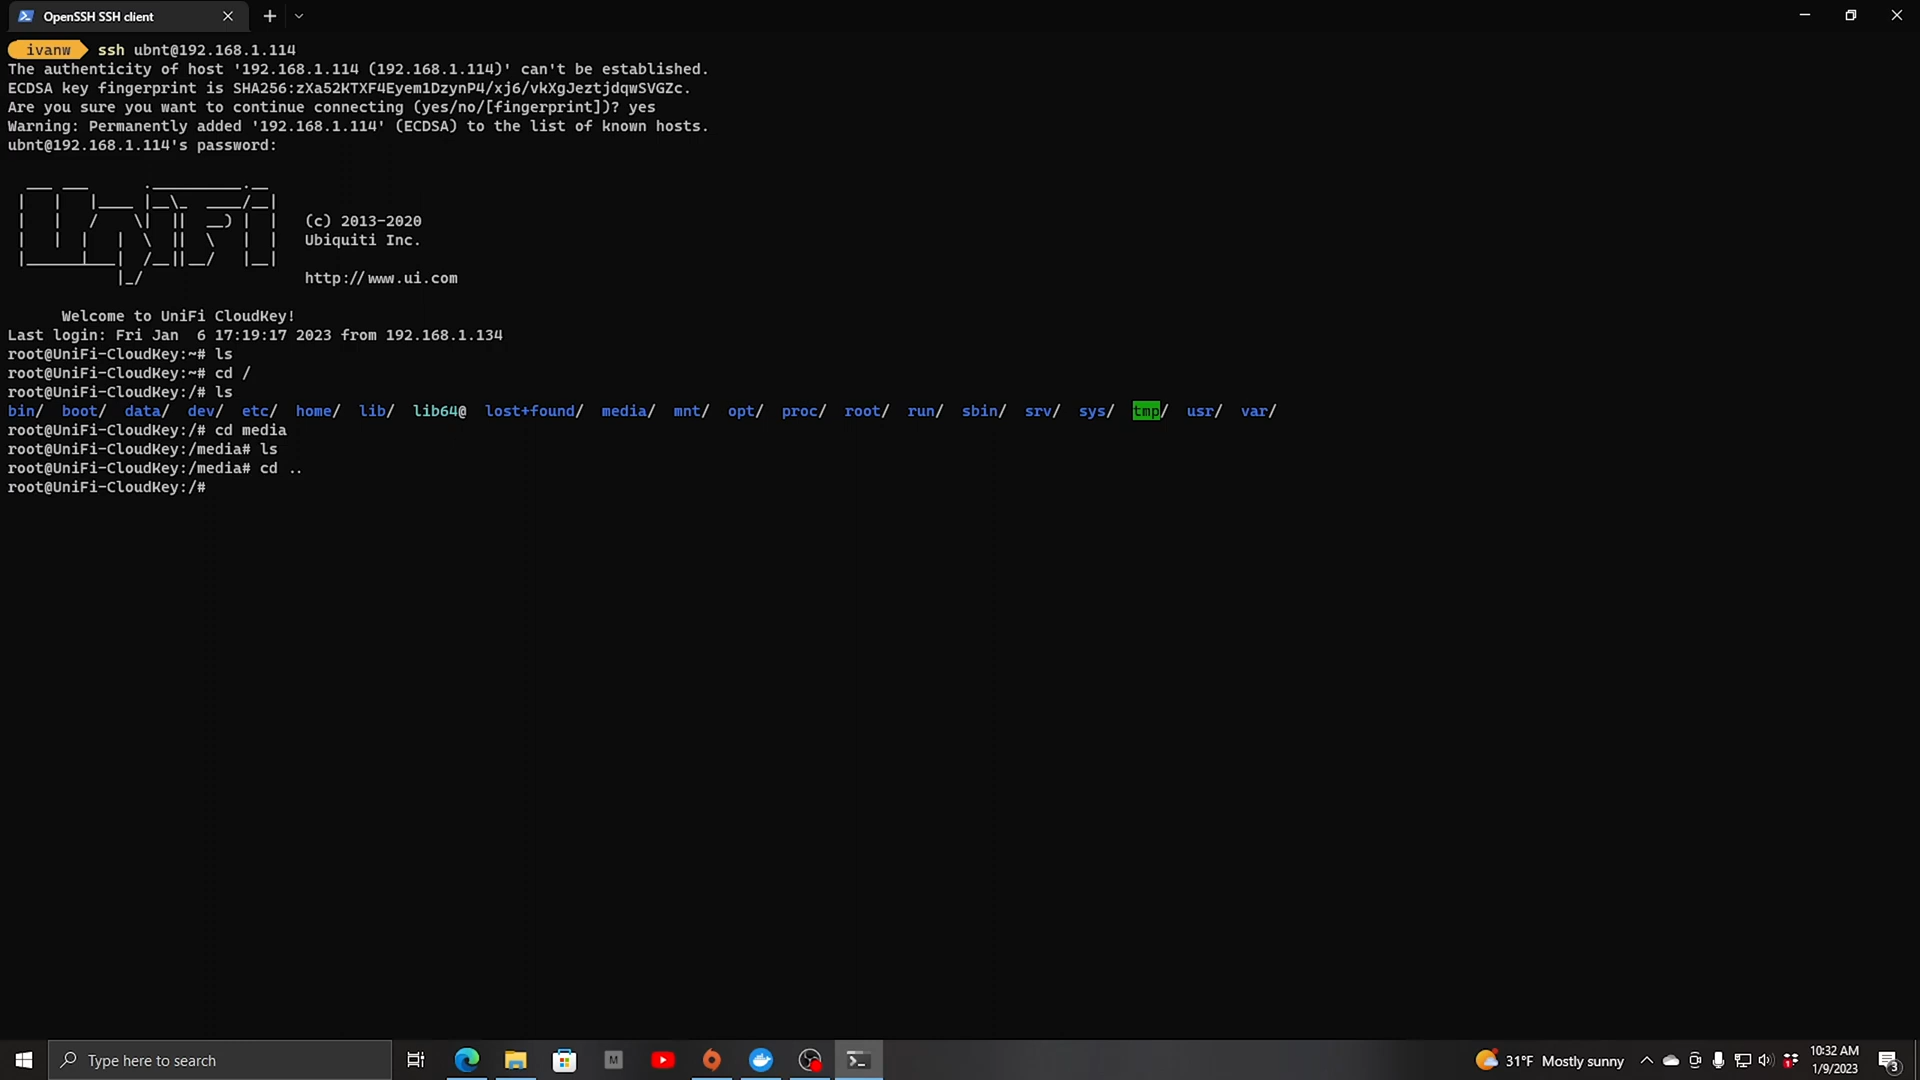 OpenSSH SSH client
ivanw ssh ubnt@192.168.1.114
The authenticity of host '192.168.1.114 (192.168.1.114)' can't be established.
ECDSA key fingerprint is SHA256:zXa52KTXF4Eyem1DzynP4/xj6/vkXgJeztjdqwSVGZc.
Are you sure you want to continue connecting (yes/no/[fingerprint])? yes
Warning: Permanently added '192.168.1.114' (ECDSA) to the list of known hosts.
ubnt@192.168.1.114's password:
UniFi
(c) 2013-2020
Ubiquiti Inc.
http://www.ui.com
Welcome to UniFi CloudKey!
Last login: Fri Jan  6 17:19:17 2023 from 192.168.1.134
root@UniFi-CloudKey:~# ls
root@UniFi-CloudKey:~# cd /
root@UniFi-CloudKey:/# ls
bin/  boot/  data/  dev/  etc/  home/  lib/  lib64@  lost+found/  media/  mnt/  opt/  proc/  root/  run/  sbin/  srv/  sys/  tmp/  usr/  var/
root@UniFi-CloudKey:/# cd media
root@UniFi-CloudKey:/media# ls
root@UniFi-CloudKey:/media# cd ..
root@UniFi-CloudKey:/#
Type here to search
M
31°F Mostly sunny
10:32 AM
1/9/2023
3